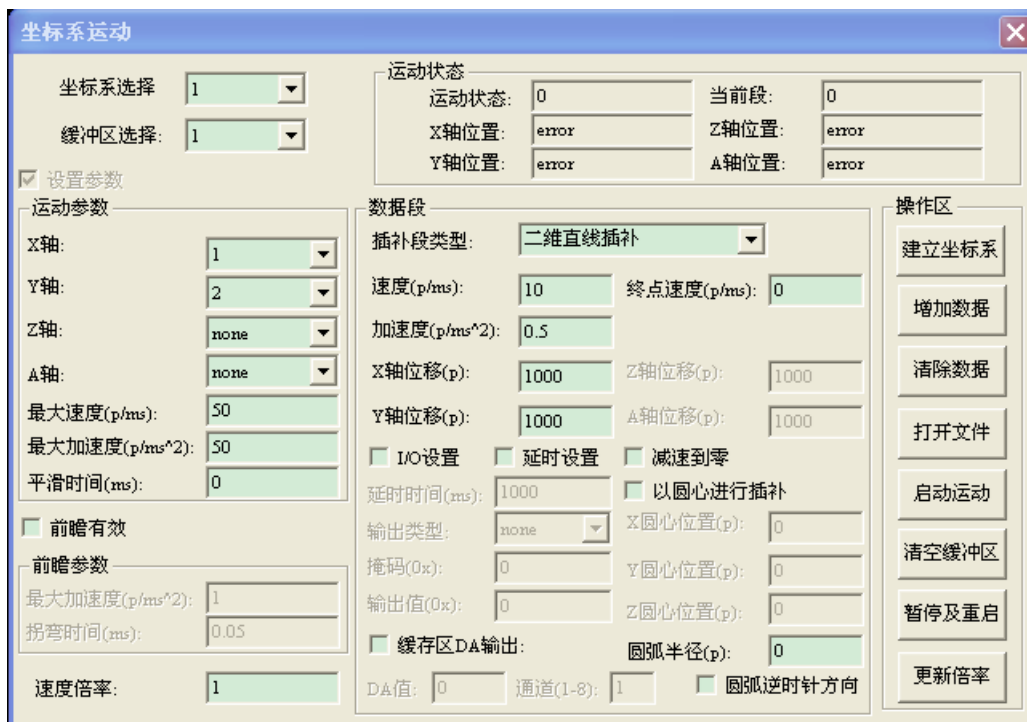 坐标系运动
坐标系选择 1
缓冲区选择: 1
设置参数
运动状态
运动状态: 0 当前段: 0
X轴位置: error Z轴位置: error
Y轴位置: error A轴位置: error
运动参数
X轴: 1
Y轴: 2
Z轴: none
A轴: none
最大速度(p/ms): 50
最大加速度(p/ms^2): 50
平滑时间(ms): 0
前瞻有效
前瞻参数
最大加速度(p/ms^2): 1
拐弯时间(ms): 0.05
速度倍率: 1
数据段
插补段类型: 二维直线插补
速度(p/ms): 10 终点速度(p/ms): 0
加速度(p/ms^2): 0.5
X轴位移(p): 1000 Z轴位移(p): 1000
Y轴位移(p): 1000 A轴位移(p): 1000
I/O设置 延时设置 减速到零
延时时间(ms): 1000 以圆心进行插补
输出类型: none X圆心位置(p): 0
掩码(0x): 0 Y圆心位置(p): 0
输出值(0x): 0 Z圆心位置(p): 0
缓存区DA输出: 圆弧半径(p): 0
DA值: 0 通道(1-8): 1 圆弧逆时针方向
操作区
建立坐标系
增加数据
清除数据
打开文件
启动运动
清空缓冲区
暂停及重启
更新倍率